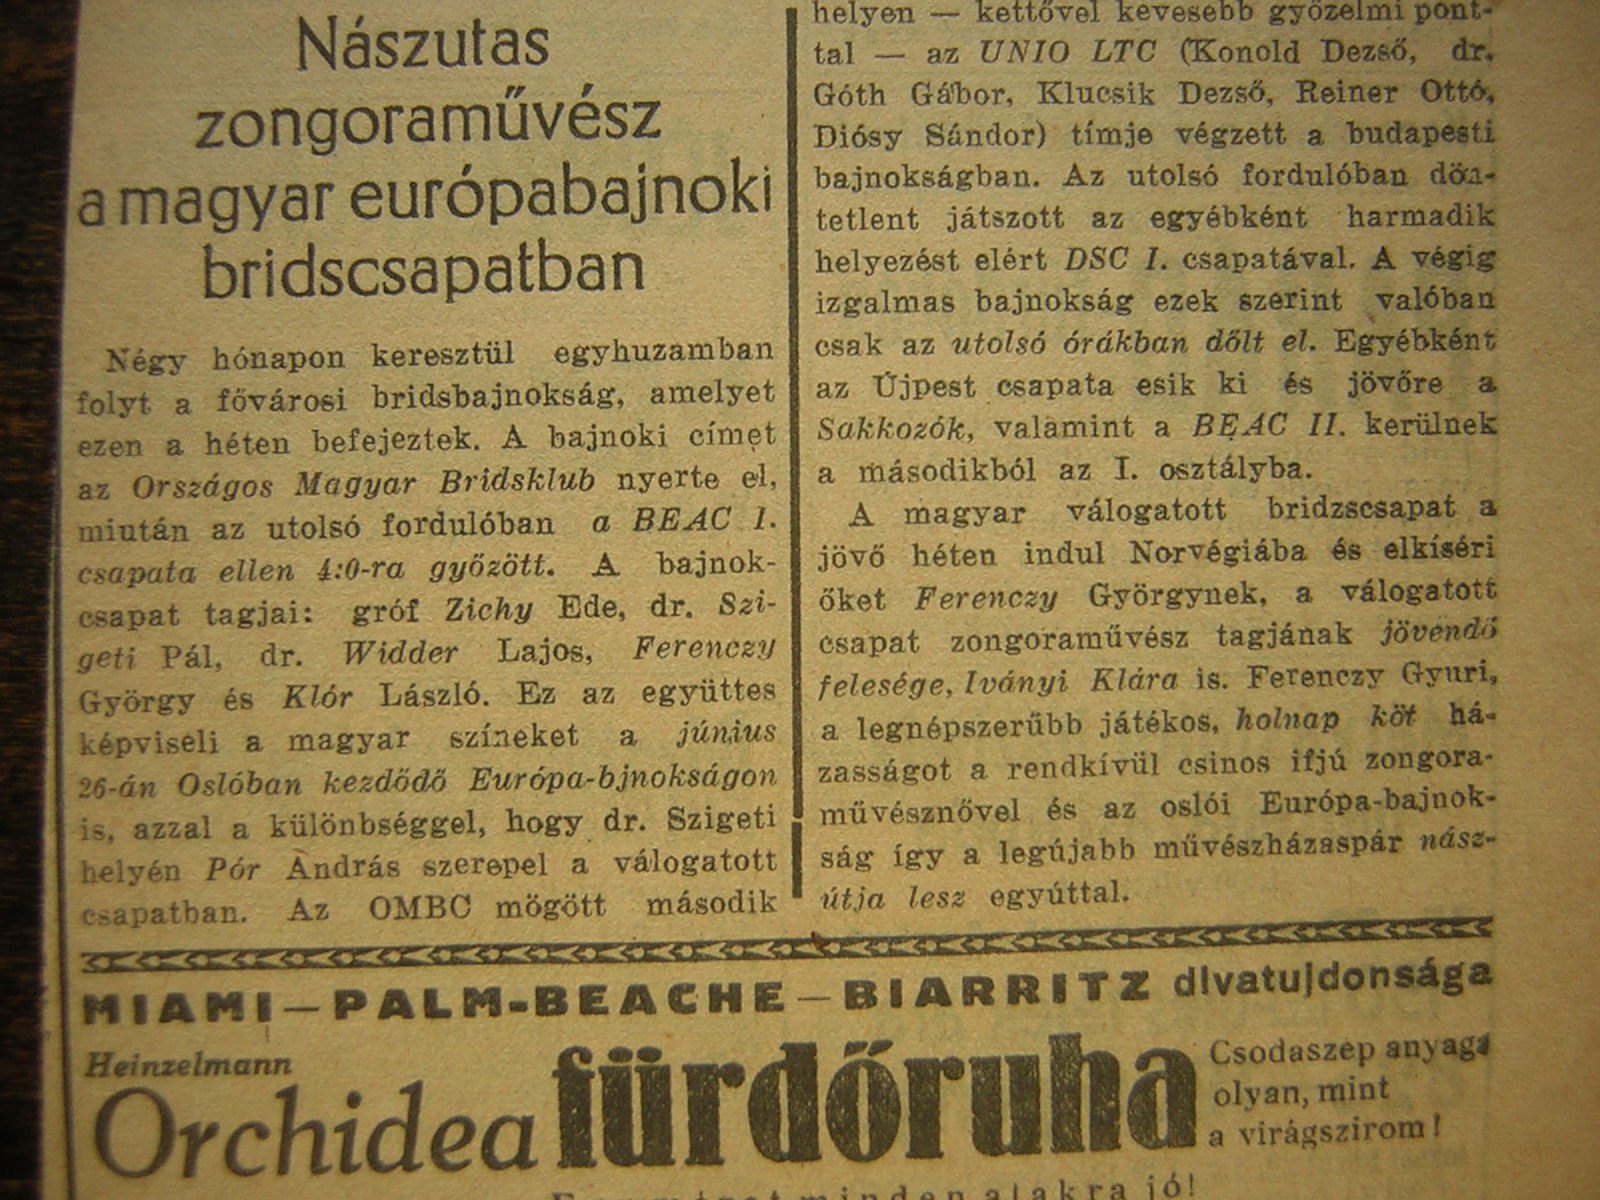 Nászutas
zongoraművész
a magyar európabajnoki
bridscsapatban
Négy hónapon keresztül egyhuzamban
folyt a fővárosi bridsbajnokság, amelyet
ezen a héten befejeztek. A bajnoki címet
az Országos Magyar Bridsklub nyerte el,
miután az utolsó fordulóban a BEAC I.
csapata ellen 4:0-ra győzött. A bajnok-
csapat tagjai: gróf Zichy Ede, dr. Szi-
geti Pál, dr. Widder Lajos, Ferenczy
György és Klór László. Ez az együttes
képviseli a magyar színeket a június
26-án Oslóban kezdődő Európa-bjnokságon
is, azzal a különbséggel, hogy dr. Szigeti
helyén Pór András szerepel a válogatott
csapatban. Az OMBC mögött második
helyen — kettővel kevesebb győzelmi pont-
tal — az UNIO LTC (Konold Dezső, dr.
Góth Gábor, Klucsik Dezső, Reiner Ottó,
Diósy Sándor) tímje végzett a budapesti
bajnokságban. Az utolsó fordulóban dön-
tetlent játszott az egyébként harmadik
helyezést elért DSC I. csapatával. A végig
izgalmas bajnokság ezek szerint valóban
csak az utolsó órákban dőlt el. Egyébként
az Újpest csapata esik ki és jövőre a
Sakkozók, valamint a BEAC II. kerülnek
a másodikból az I. osztályba.
A magyar válogatott bridzscsapat a
jövő héten indul Norvégiába és elkíséri
őket Ferenczy Györgynek, a válogatott
csapat zongoraművész tagjának jövendő
felesége, Iványi Klára is. Ferenczy Gyuri,
a legnépszerűbb játékos, holnap köt há-
zasságot a rendkívül csinos ifjú zongora-
művésznővel és az oslói Európa-bajnok-
ság így a legújabb művészházaspár nász-
útja lesz egyúttal.
MIAMI — PALM-BEACHE — BIARRITZ divatujdonsága
Heinzelmann
Orchidea fürdőruha
Csodaszep anyaga
olyan, mint
a virágszirom!
minden alakra jó!